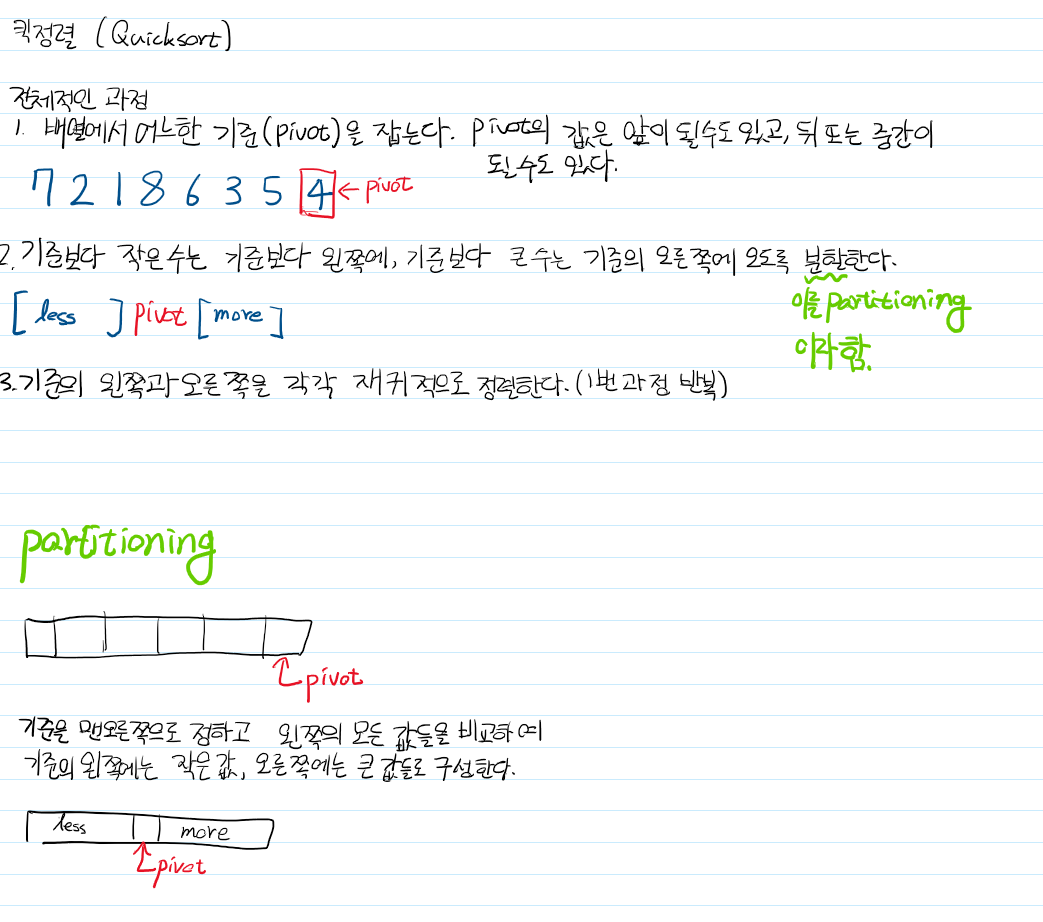 퀵정렬 (Quicksort)
전체적인 과정
1. 배열에서 어느한 기준(pivot)을 잡는다. pivot의 값은 앞이 될수도 있고, 뒤 또는 중간이
될 수도 있다.
7 2 1 8 6 3 5 4 ← pivot
2. 기준보다 작은수는 기준보다 왼쪽에, 기준보다 큰 수는 기준의 오른쪽에 오도록 분할한다.
[ less ] pivot [more ]
이를 partitioning
이라 함.
3. 기준의 왼쪽과 오른쪽을 각각 재귀적으로 정렬한다. (1번 과정 반복)
partitioning
pivot
기준을 맨오른쪽으로 정하고 왼쪽의 모든 값들을 비교하여
기준의 왼쪽에는 작은 값, 오른쪽에는 큰 값들로 구성한다.
less more
pivot